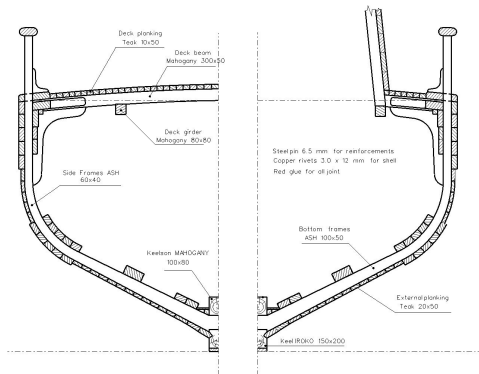 Deck planking
Teak 10x50
Deck beam
Mahogany 300x50
Deck girder
Mahogany 80x80
Steel pin 6.5 mm for reinforcements
Copper rivets 3.0 x 12 mm for shell
Red glue for all joint
Side Frames ASH
60x40
Bottom frames
ASH 100x50
Keelson MAHOGANY
100x80
External planking
Teak 20x50
Keel IROKO 150x200